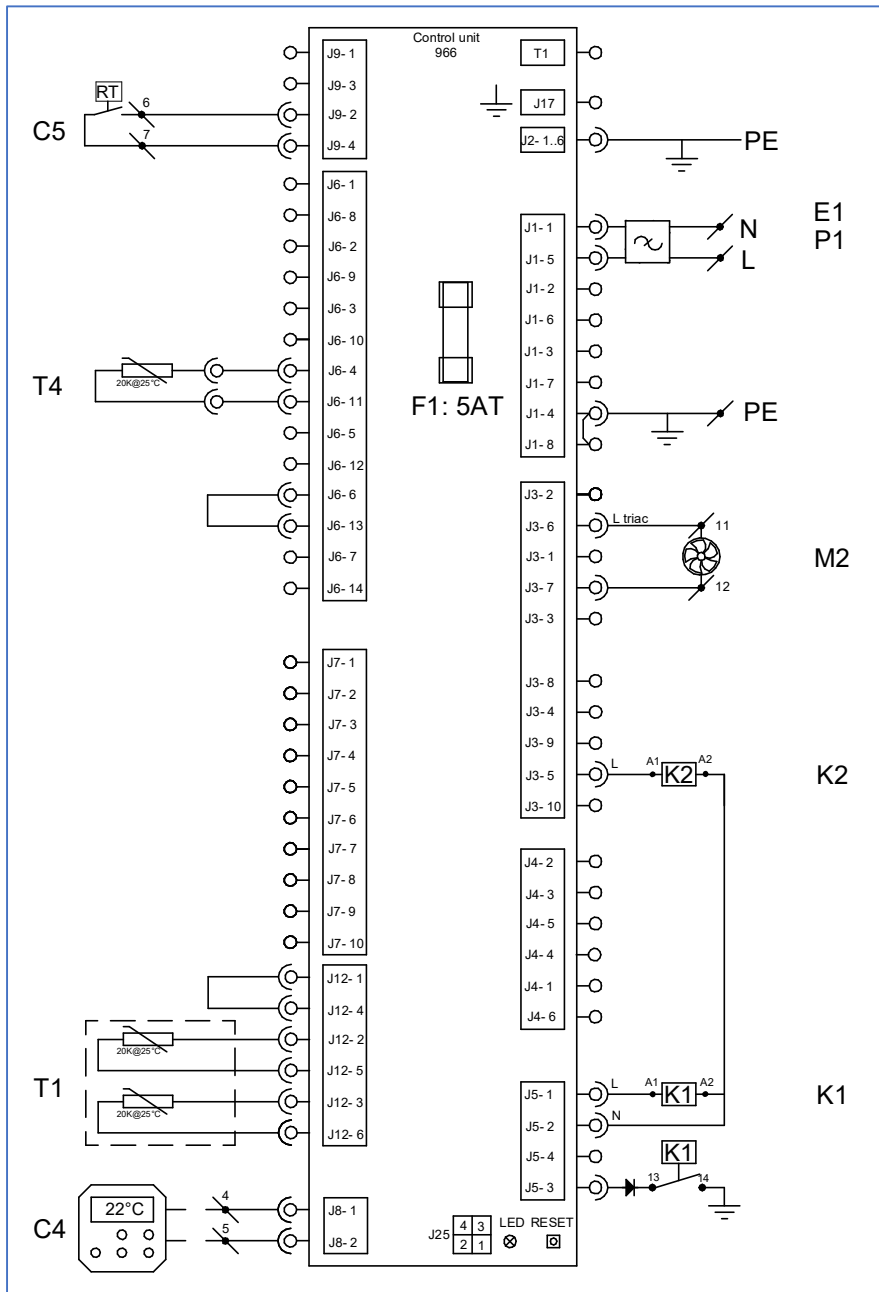 Control unit
966
J9- 1
J9- 3
J9- 2
J9- 4
RT
6
7
C5
J6- 1
J6- 8
J6- 2
J6- 9
J6- 3
J6- 10
J6- 4
J6- 11
J6- 5
J6- 12
J6- 6
J6- 13
J6- 7
J6- 14
T4
20K@25°C
J7- 1
J7- 2
J7- 3
J7- 4
J7- 5
J7- 6
J7- 7
J7- 8
J7- 9
J7- 10
J12- 1
J12- 4
J12- 2
J12- 5
J12- 3
J12- 6
T1
20K@25°C
20K@25°C
J8- 1
J8- 2
C4
22°C
4
5
F1: 5AT
T1
J17
J2- 1..6
PE
J1- 1
J1- 5
J1- 2
J1- 6
J1- 3
J1- 7
J1- 4
J1- 8
N
L
E1
P1
PE
J3- 2
J3- 6
J3- 1
J3- 7
J3- 3
J3- 8
J3- 4
J3- 9
J3- 5
J3- 10
L triac
11
12
M2
L
A1
K2
A2
K2
J4- 2
J4- 3
J4- 5
J4- 4
J4- 1
J4- 6
J5- 1
J5- 2
J5- 4
J5- 3
L
A1
K1
A2
K1
N
K1
13
14
J25
4 3
2 1
LED RESET